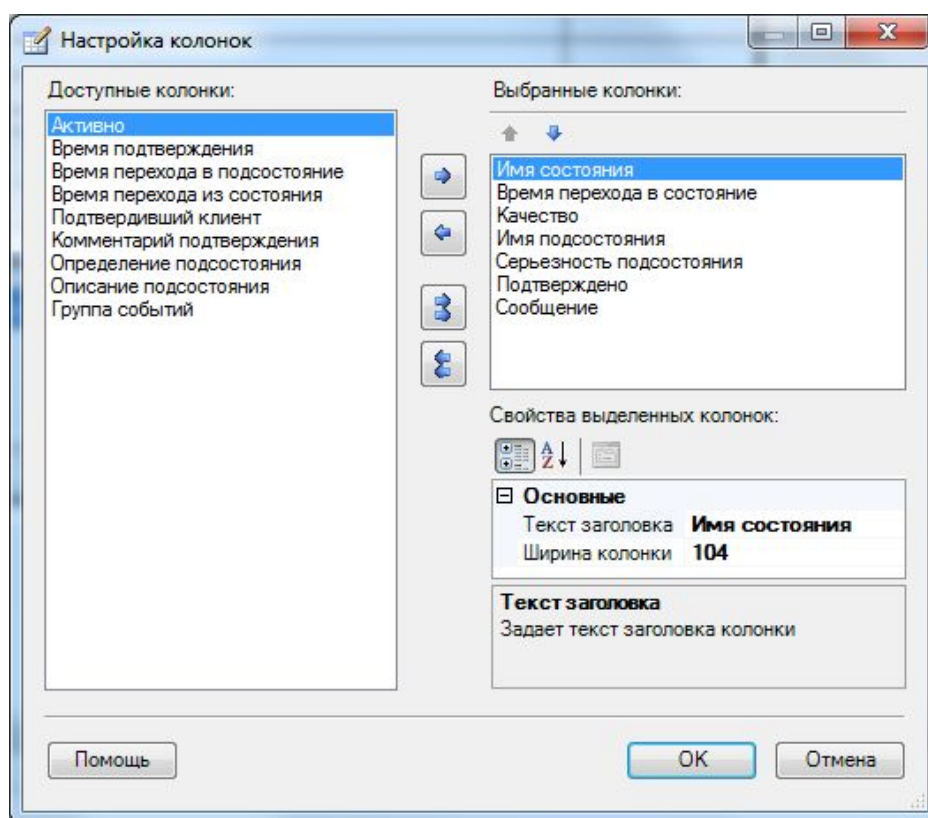 Настройка колонок
Доступные колонки:
Активно
Время подтверждения
Время перехода в подсостояние
Время перехода из состояния
Подтвердивший клиент
Комментарий подтверждения
Определение подсостояния
Описание подсостояния
Группа событий
Выбранные колонки:
Имя состояния
Время перехода в состояние
Качество
Имя подсостояния
Серьезность подсостояния
Подтверждено
Сообщение
Свойства выделенных колонок:
A
Z
Основные
Текст заголовка Имя состояния
Ширина колонки 104
Текст заголовка
Задает текст заголовка колонки
Помощь
OK
Отмена